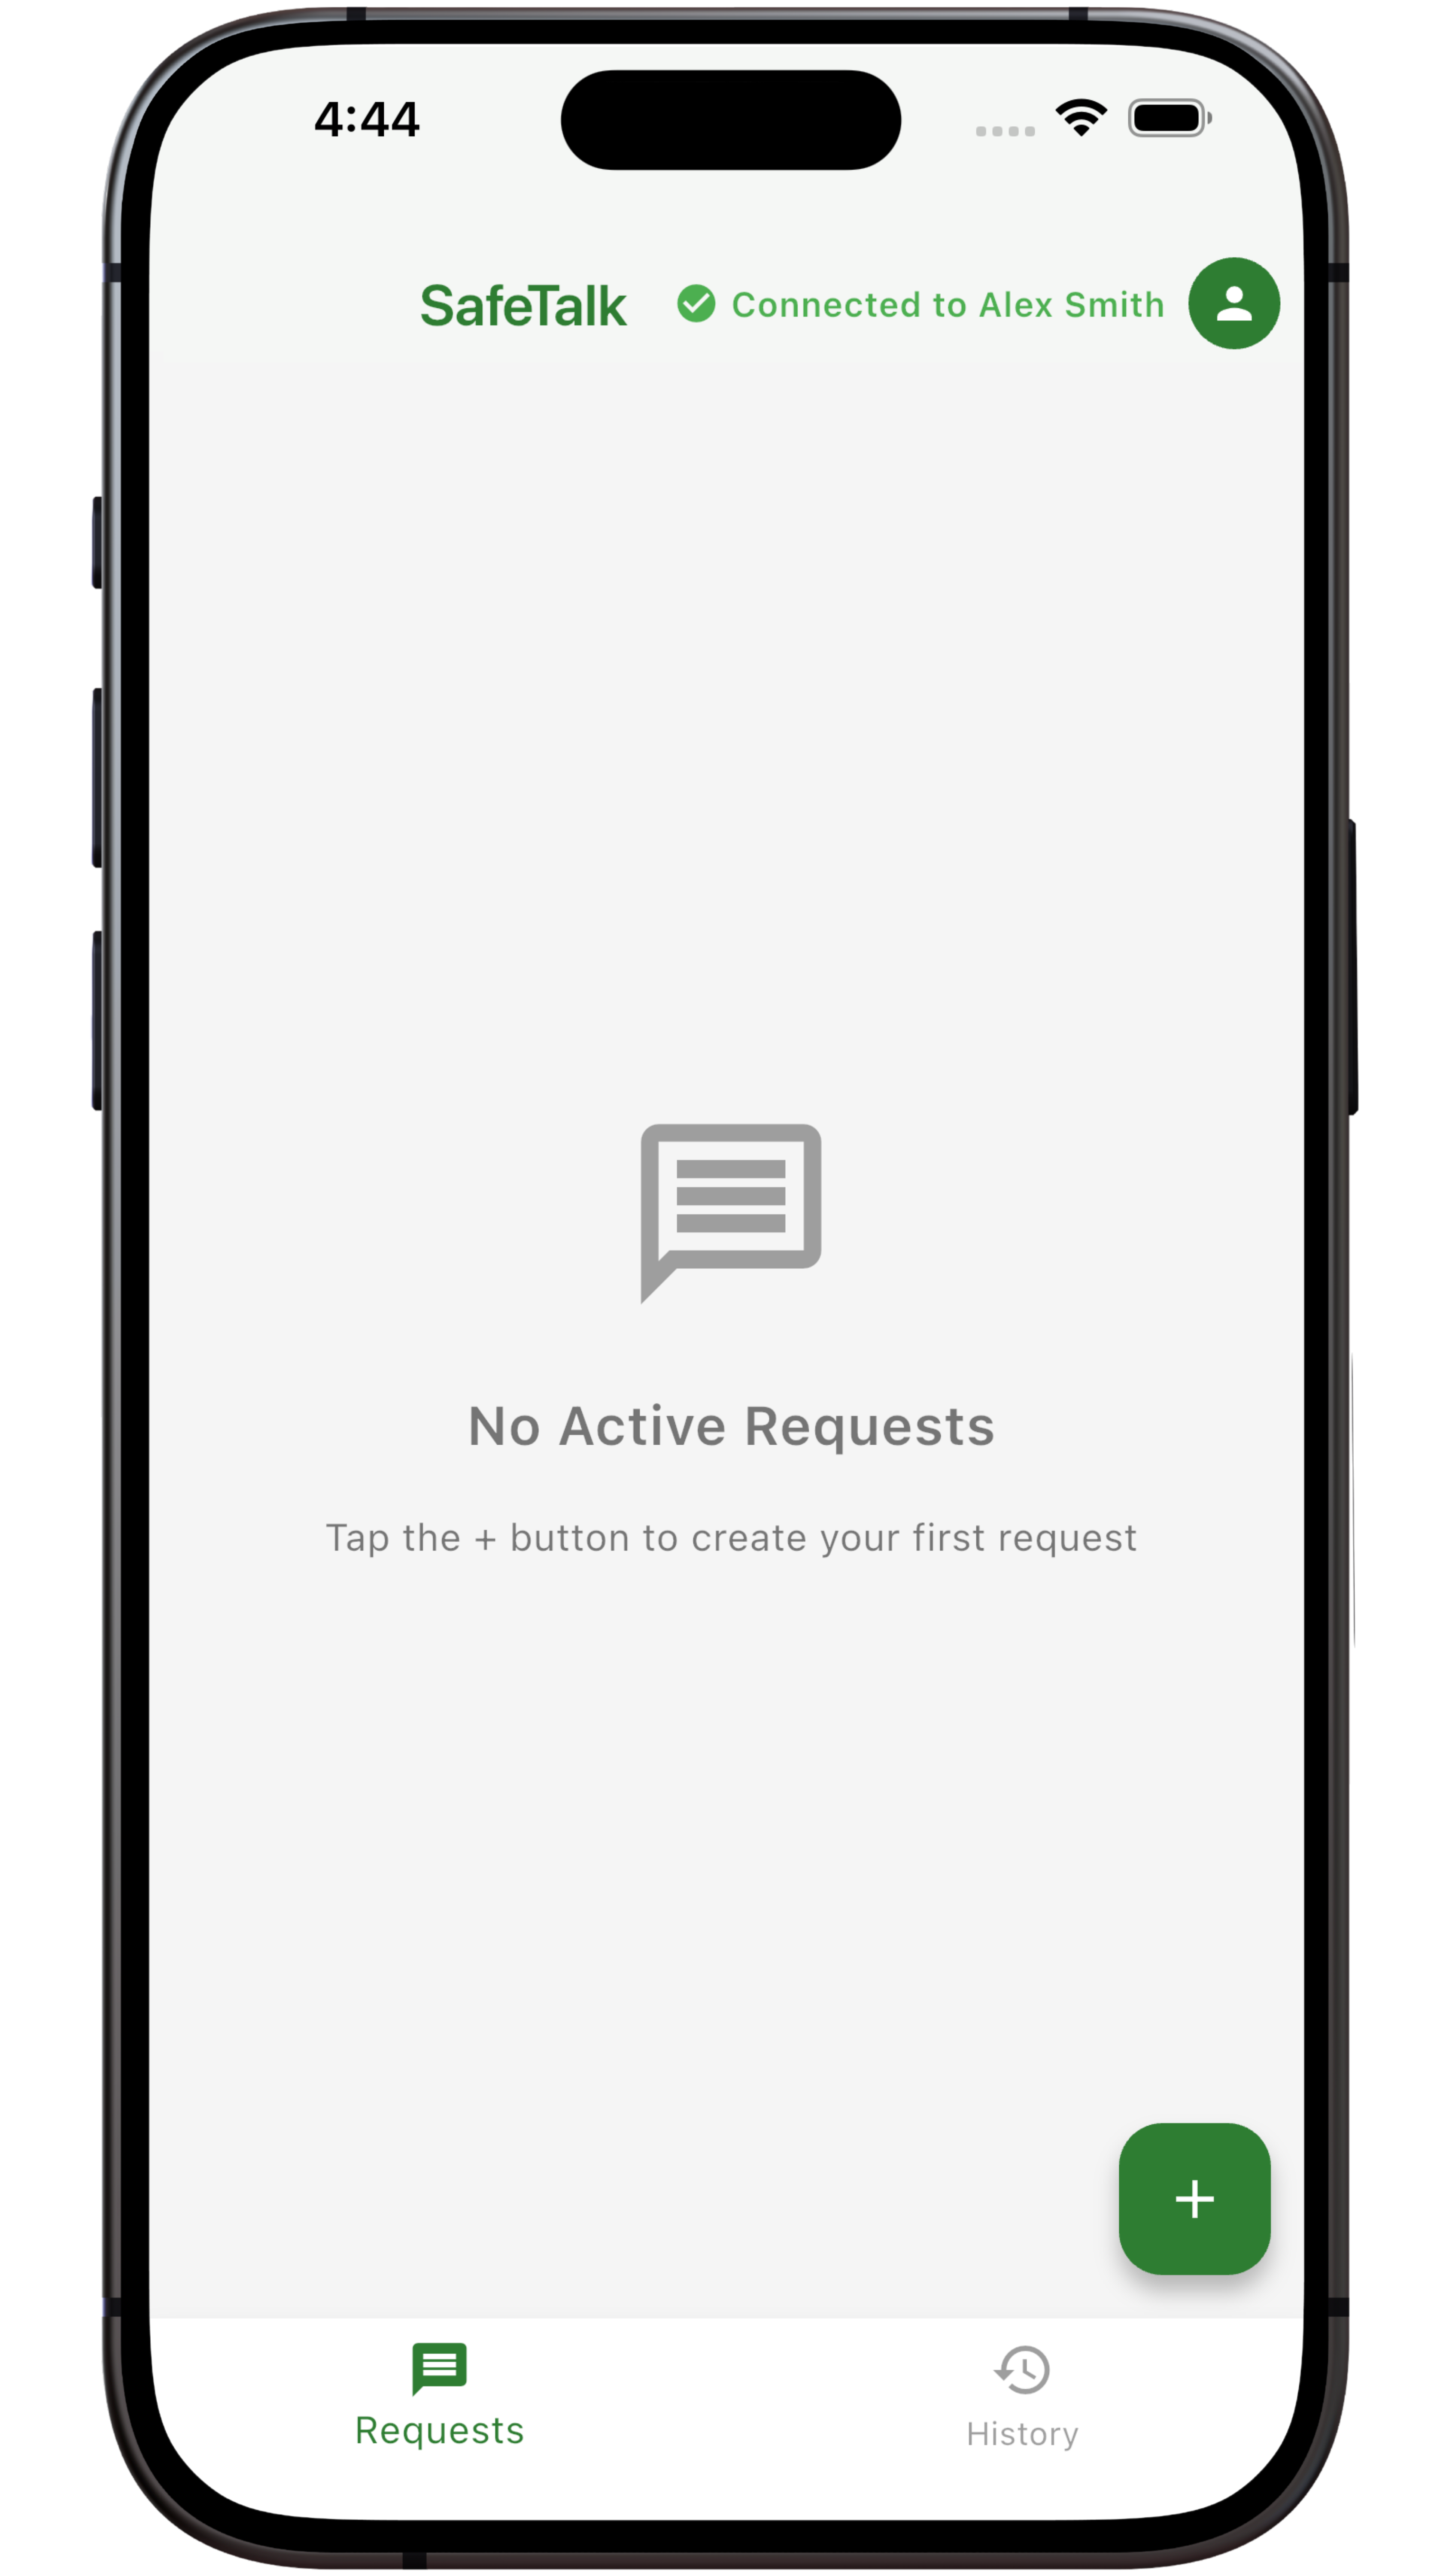 4:44
SafeTalk Connected to Alex Smith
No Active Requests
Tap the + button to create your first request
+
Requests History